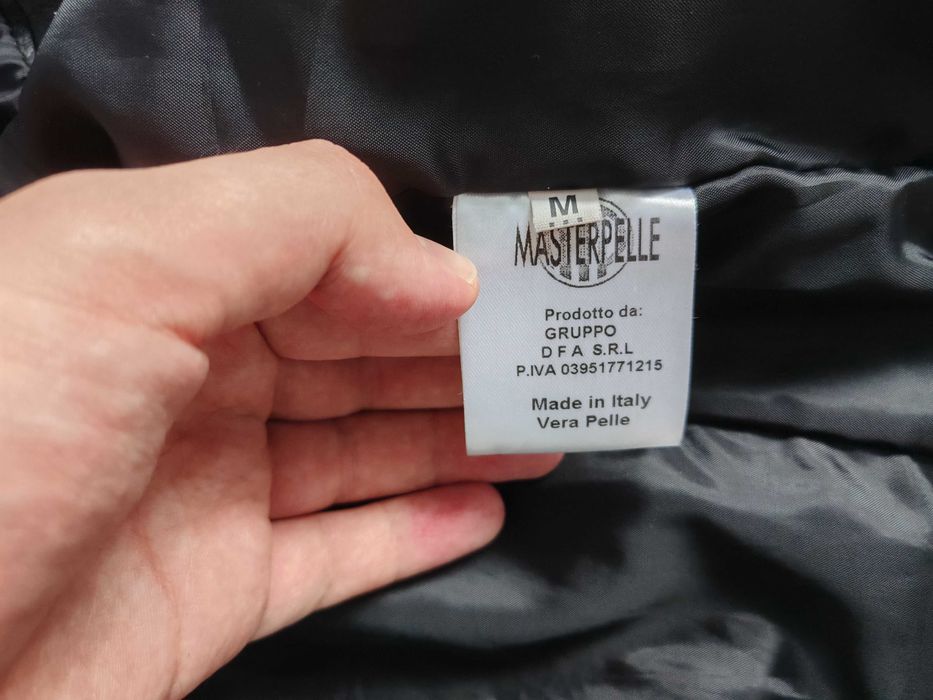 M
MASTERPELLE
Prodotto da:
GRUPPO
D F A S.R.L
P.IVA 03951771215
Made in Italy
Vera Pelle